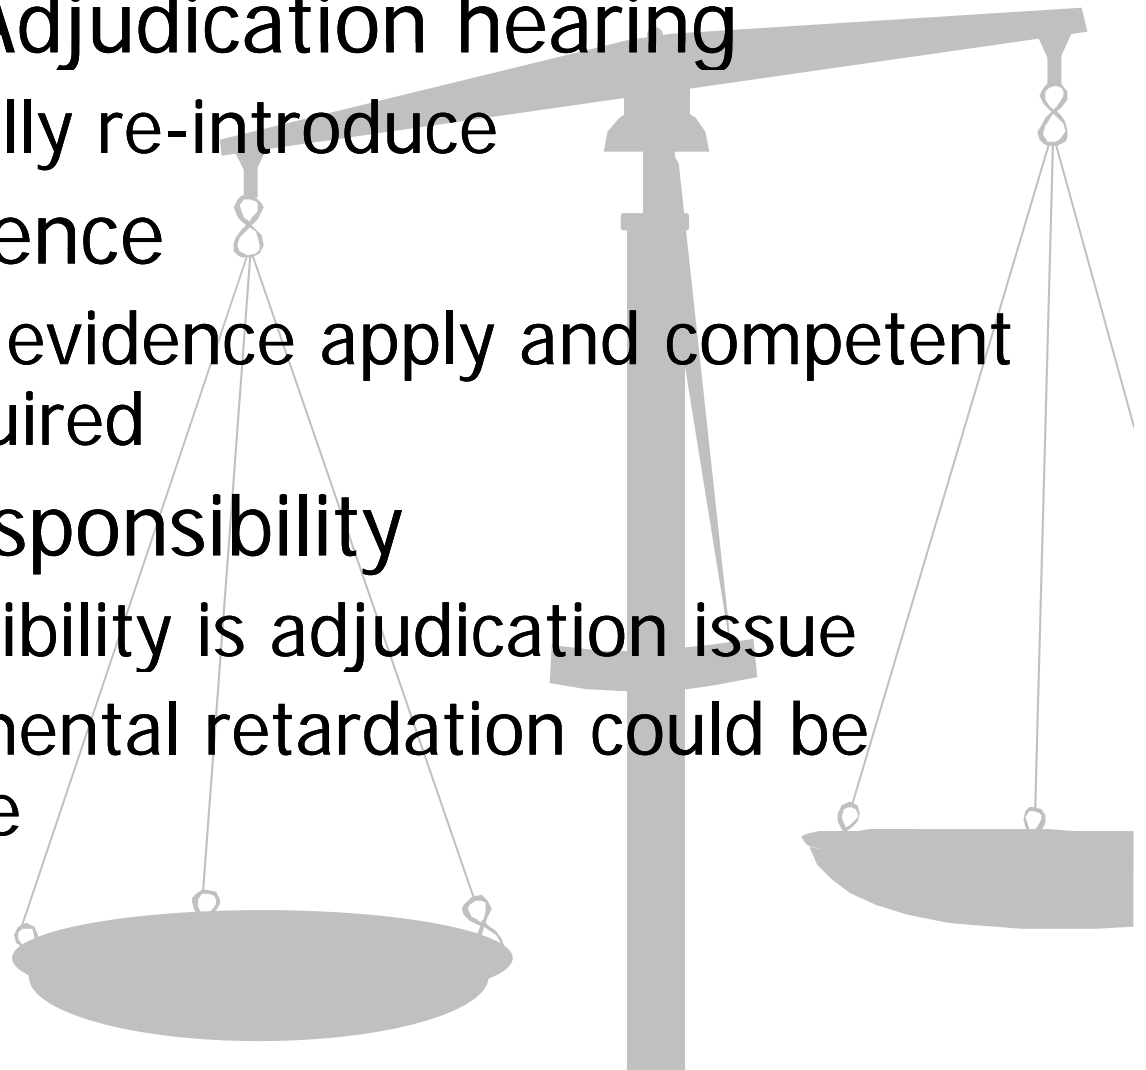 Adjudication hearing
lly re-introduce
ence
evidence apply and competent
uired
sponsibility
ibility is adjudication issue
mental retardation could be
e